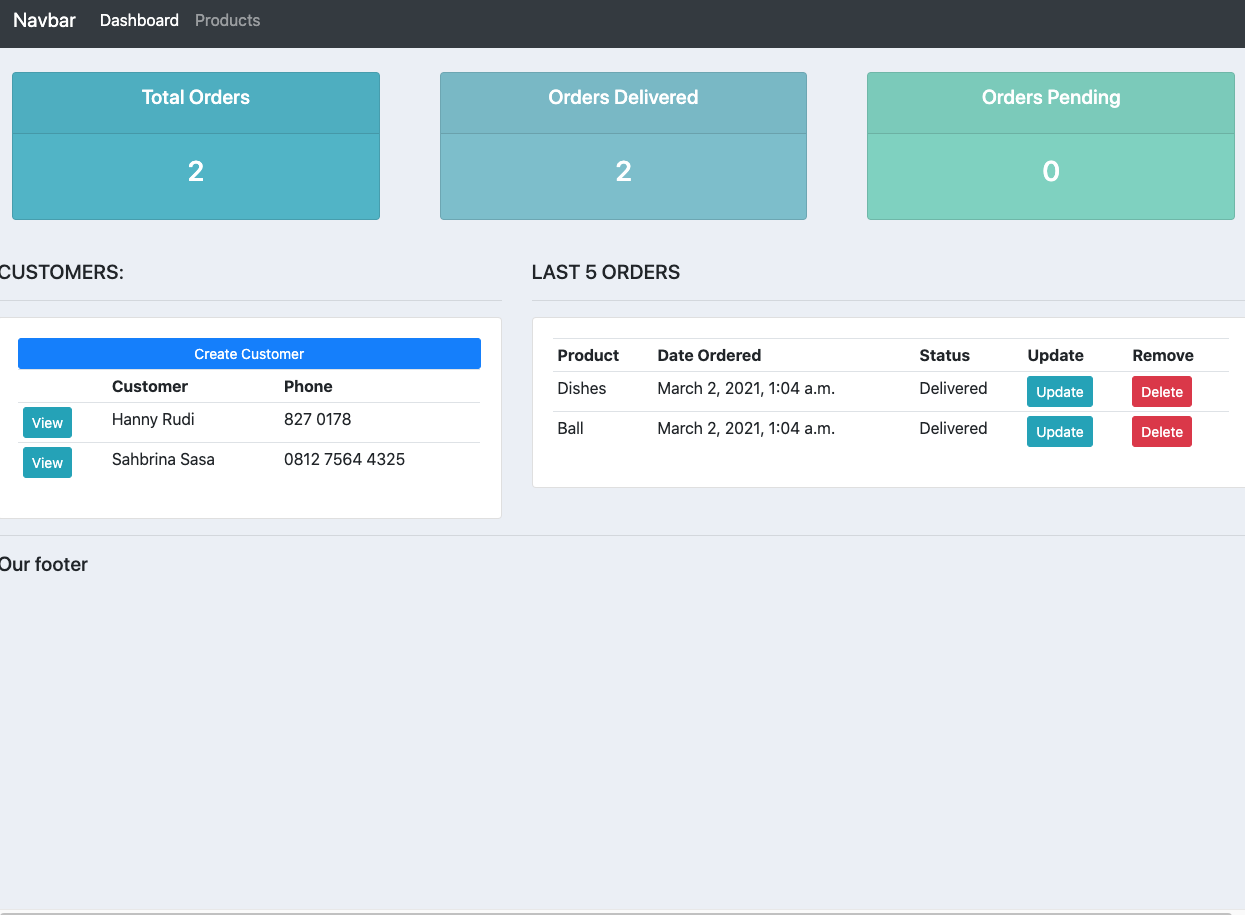 Navbar Dashboard Products
Total Orders
2
Orders Delivered
2
Orders Pending
0
CUSTOMERS:
Create Customer
Customer Phone
View Hanny Rudi 827 0178
View Sahbrina Sasa 0812 7564 4325
LAST 5 ORDERS
Product Date Ordered Status Update Remove
Dishes March 2, 2021, 1:04 a.m. Delivered Update Delete
Ball March 2, 2021, 1:04 a.m. Delivered Update Delete
Our footer